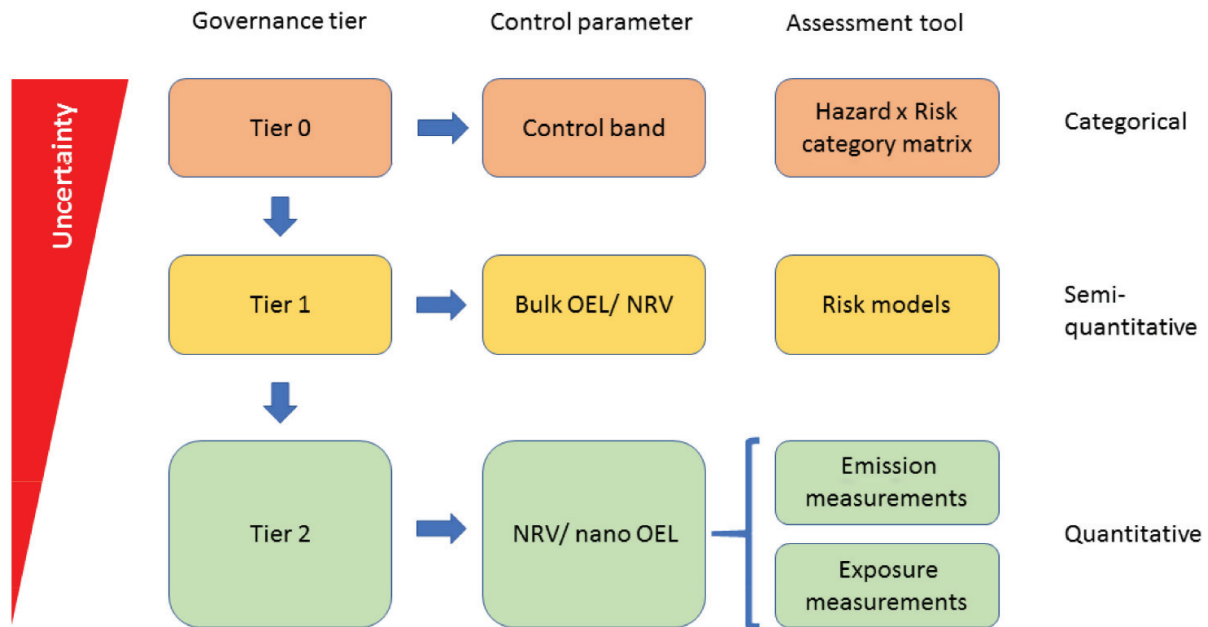 Governance tier
Control parameter
Assessment tool
Uncertainty
Tier 0
Control band
Hazard x Risk
category matrix
Categorical
Tier 1
Bulk OEL/ NRV
Risk models
Semi-
quantitative
Tier 2
NRV/ nano OEL
Emission
measurements
Exposure
measurements
Quantitative